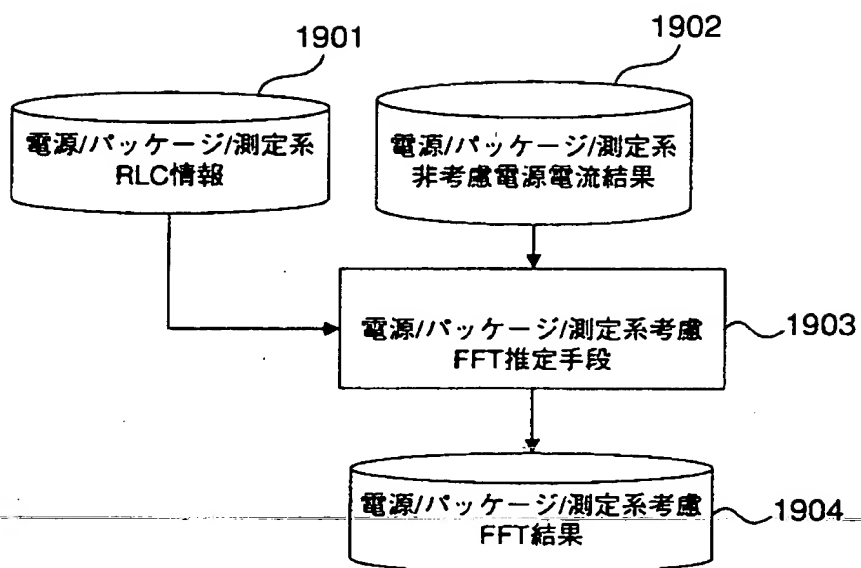 1901
1902
電源/パッケージ/測定系
RLC情報
電源/パッケージ/測定系
非考慮電源電流結果
電源/パッケージ/測定系考慮
FFT推定手段
1903
電源/パッケージ/測定系考慮
FFT結果
1904